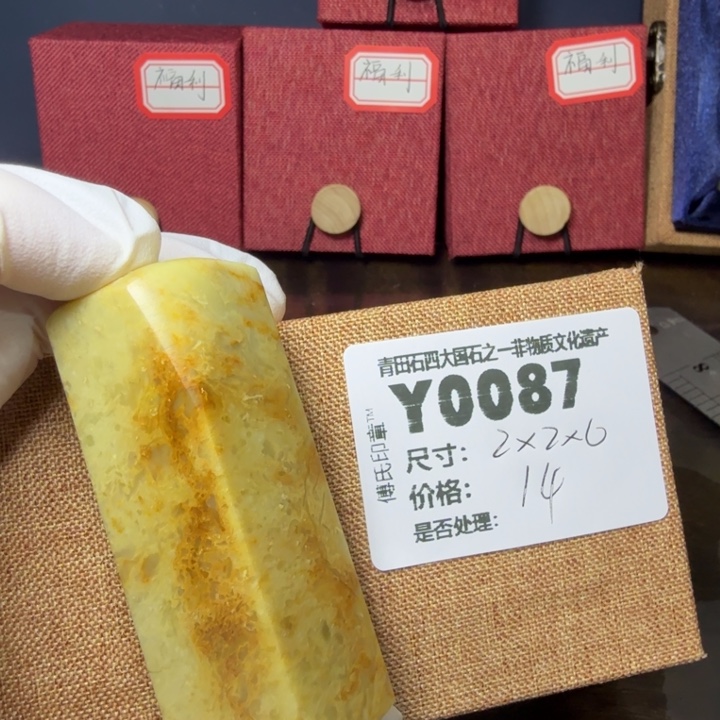 福利
福利
福利
青田石四大国石之一非物质文化遗产
Y0087
傅氏印章™
尺寸: 2×2×6
价格: 14
是否处理:
8